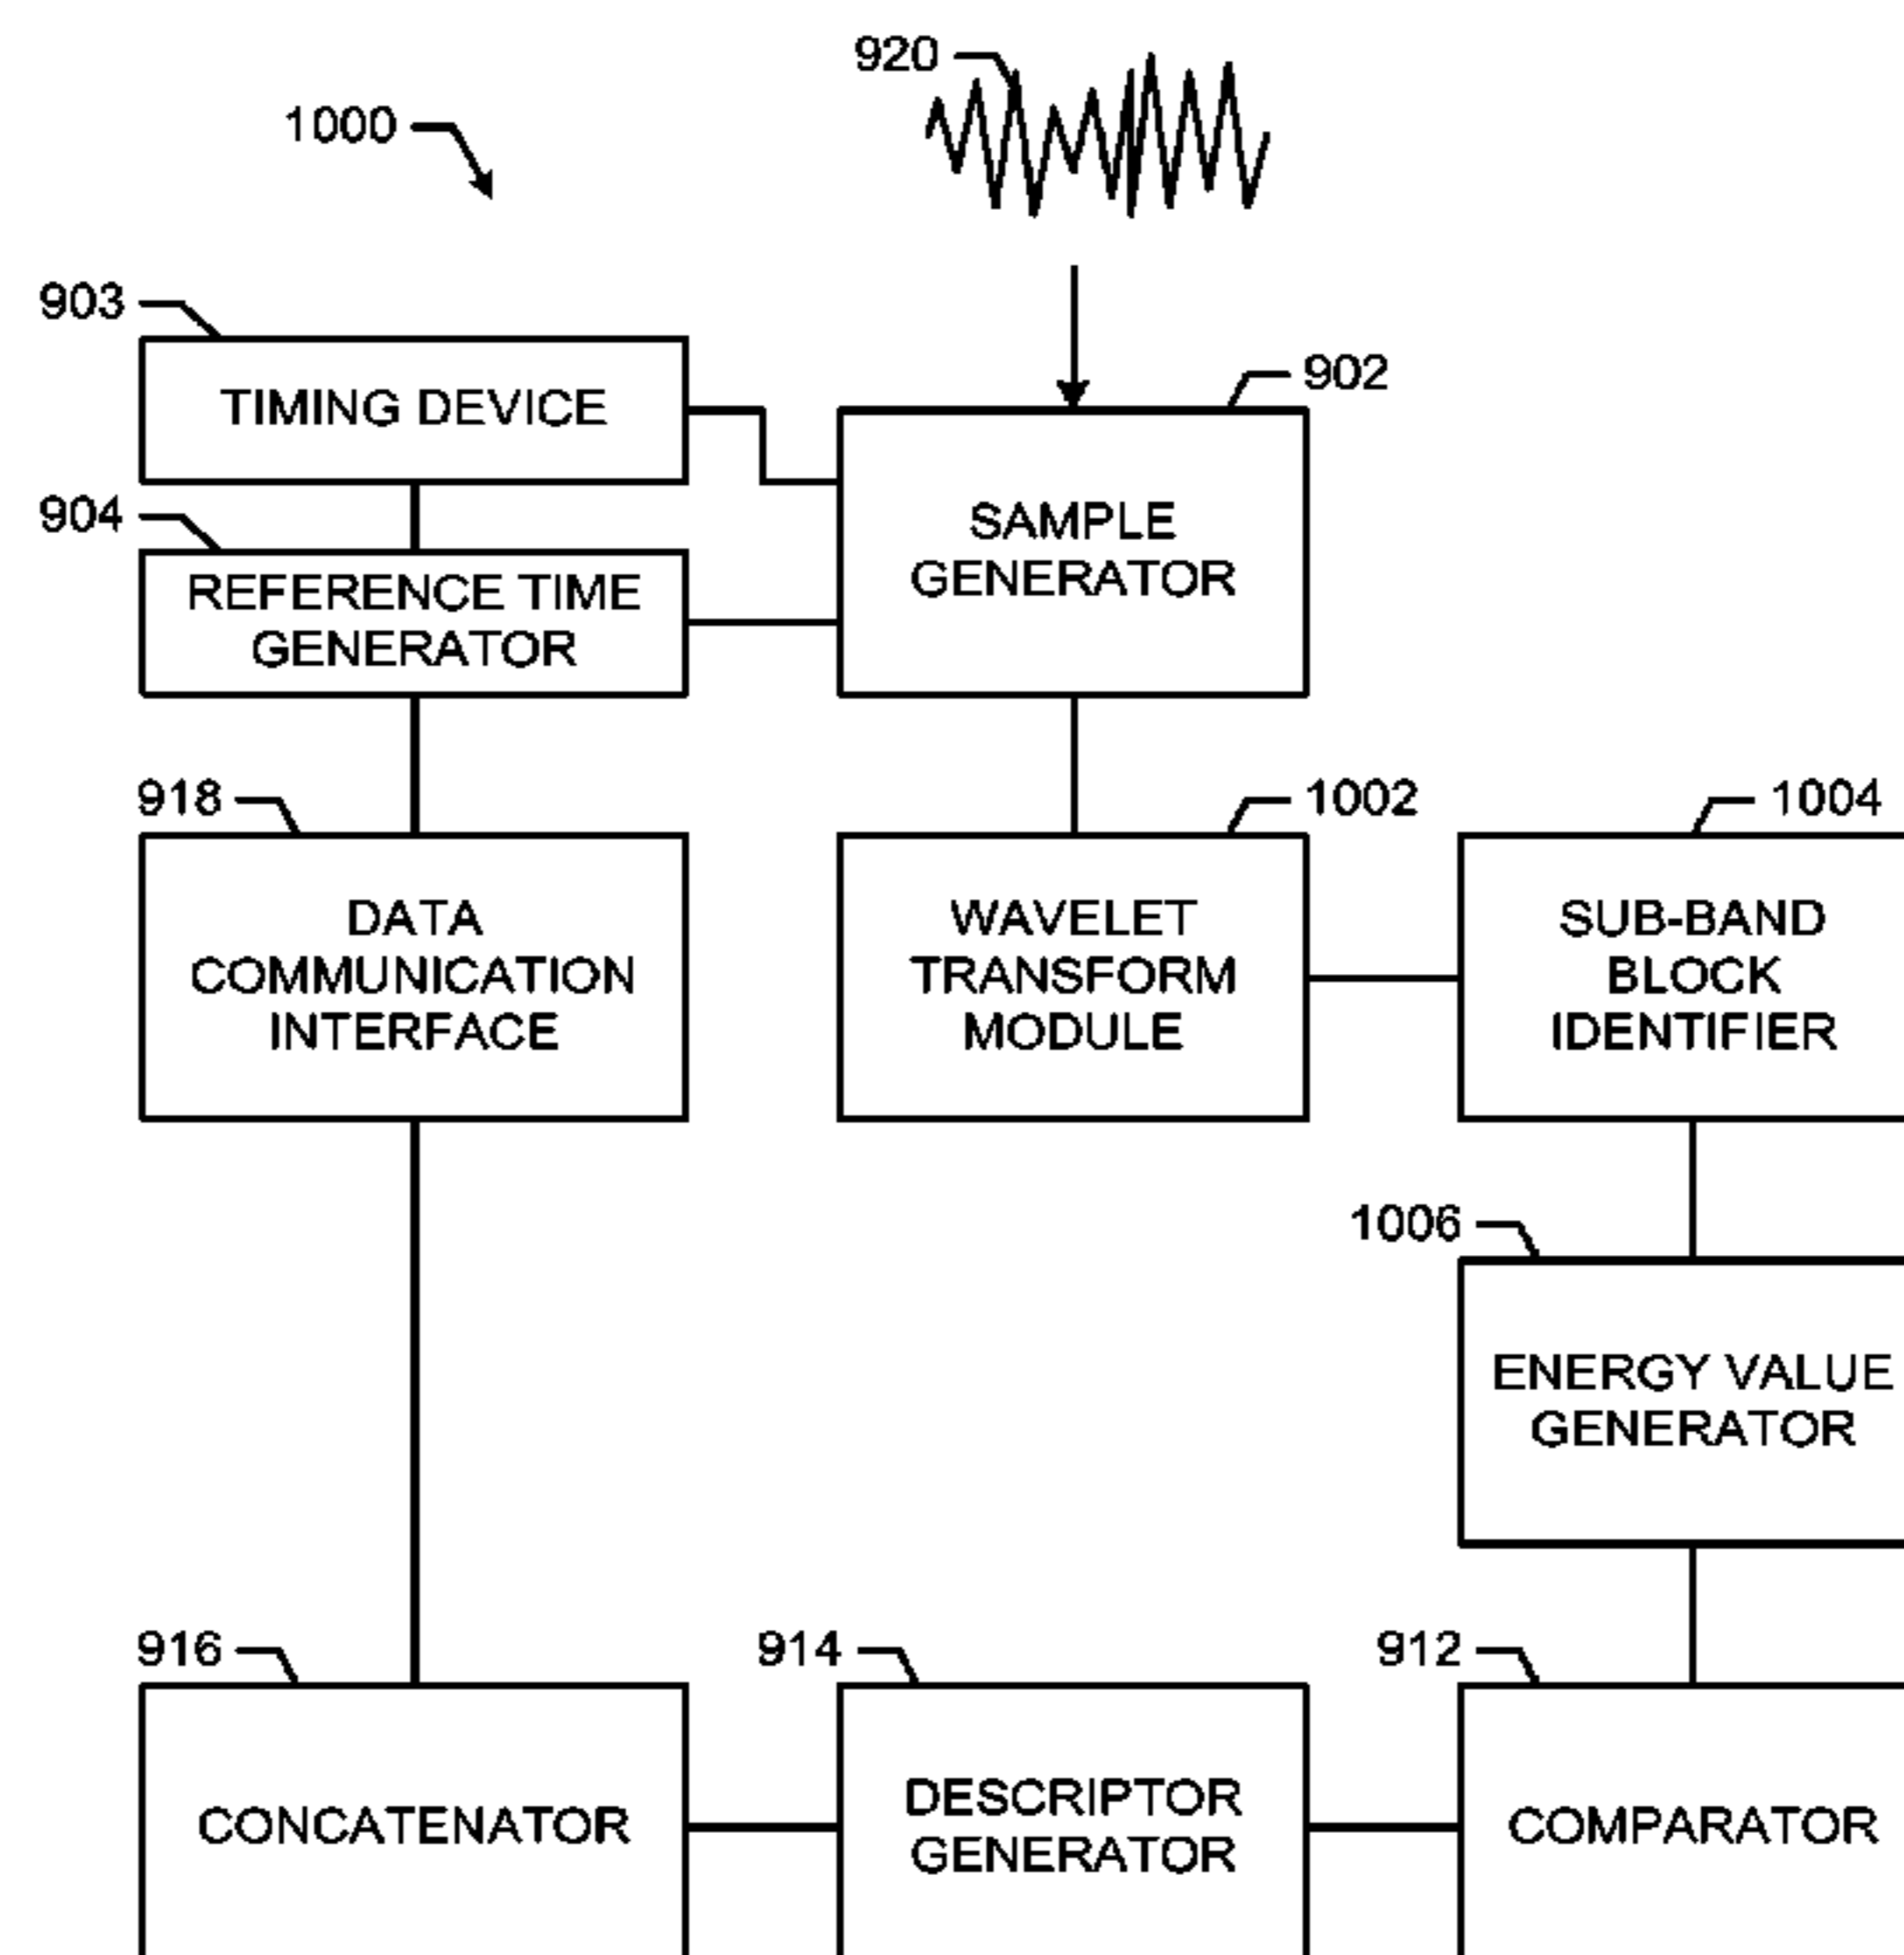 920
1000
903
TIMING DEVICE
902
SAMPLE
GENERATOR
904
REFERENCE TIME
GENERATOR
918
DATA
COMMUNICATION
INTERFACE
1002
WAVELET
TRANSFORM
MODULE
1004
SUB-BAND
BLOCK
IDENTIFIER
1006
ENERGY VALUE
GENERATOR
916
CONCATENATOR
914
DESCRIPTOR
GENERATOR
912
COMPARATOR